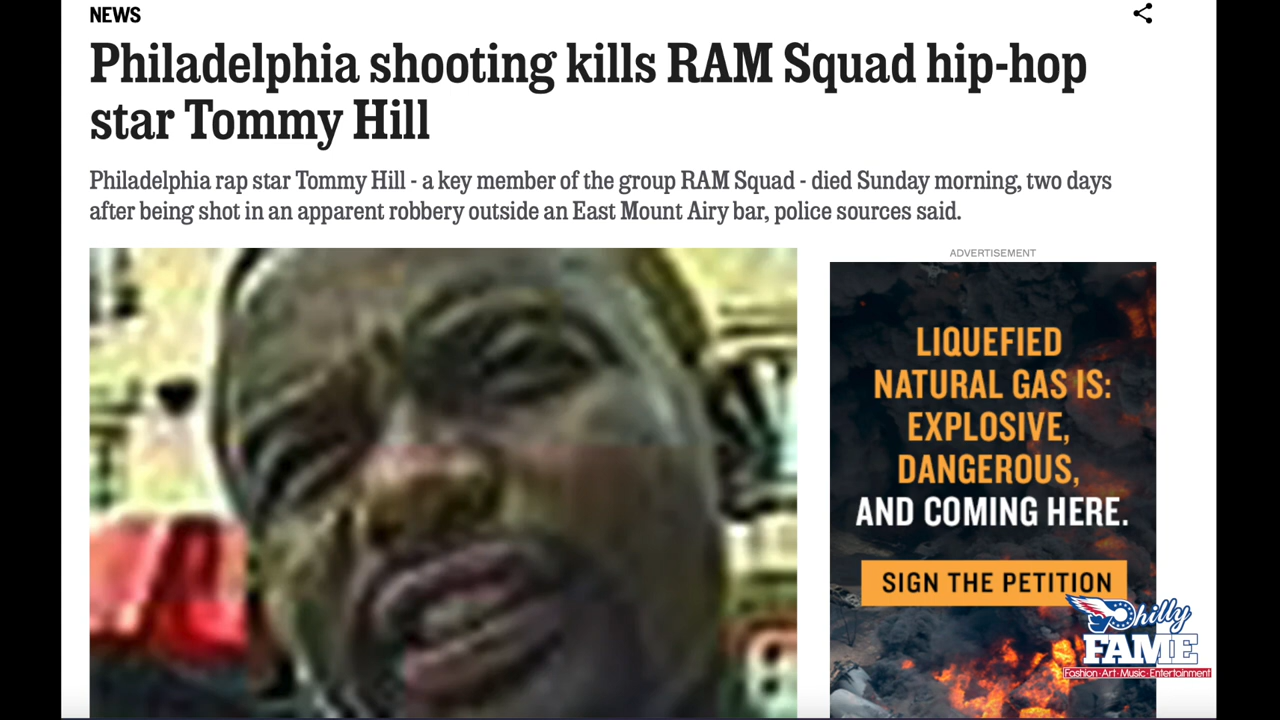 NEWS
Philadelphia shooting kills RAM Squad hip-hop
star Tommy Hill
Philadelphia rap star Tommy Hill - a key member of the group RAM Squad - died Sunday morning, two days
after being shot in an apparent robbery outside an East Mount Airy bar, police sources said.
ADVERTISEMENT
LIQUEFIED
NATURAL GAS IS:
EXPLOSIVE,
DANGEROUS,
AND COMING HERE.
SIGN THE PETITION
Philly
FAME
Fashion·Art·Music·Entertainment